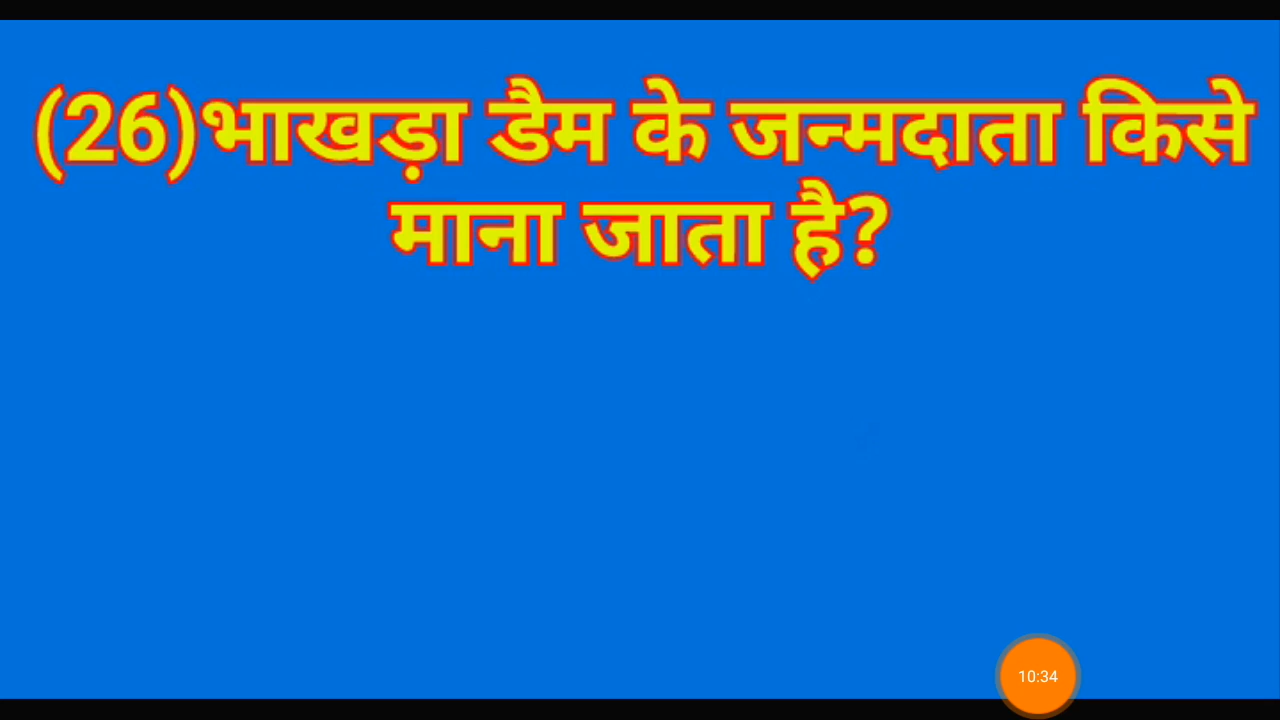 (26)भाखड़ा डैम के जन्मदाता किसे
माना जाता है?
10:34